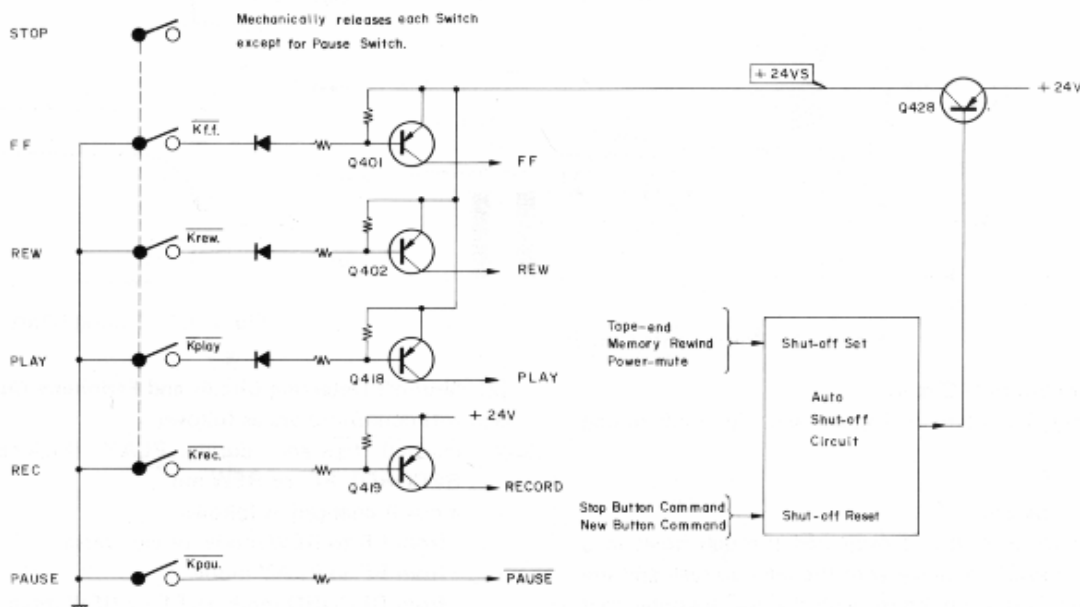 STOP
Mechanically releases each Switch
except for Pause Switch.
+ 24VS
+ 24V
Q428
FF
Kf.f.
Q401
FF
REW
Krew.
Q402
REW
PLAY
Kplay
Q418
PLAY
+ 24V
REC
Krec.
Q419
RECORD
PAUSE
Kpau.
PAUSE
Tape-end
Memory Rewind
Power-mute
Shut-off Set
Auto
Shut-off
Circuit
Stop Button Command
New Button Command
Shut-off Reset